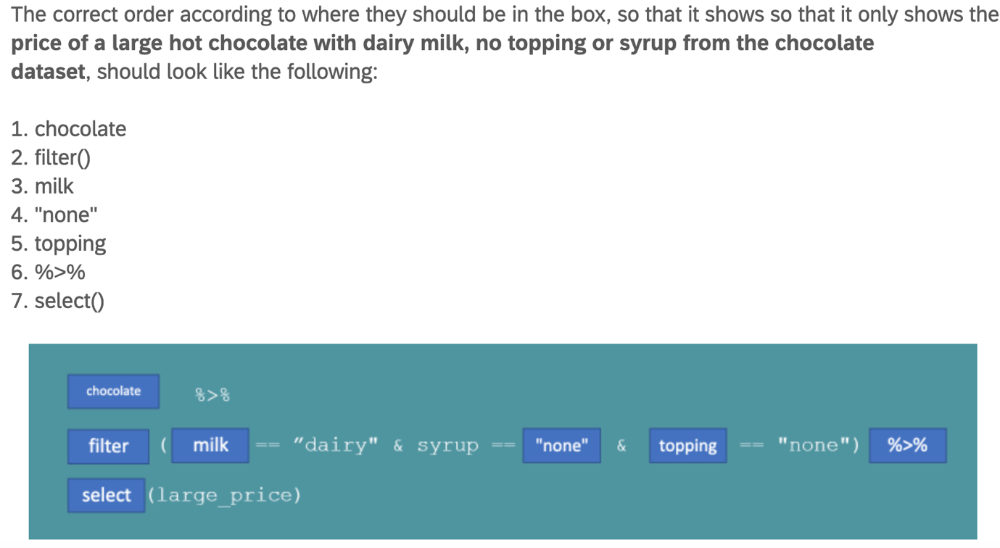 The correct order according to where they should be in the box, so that it shows so that it only shows the
price of a large hot chocolate with dairy milk, no topping or syrup from the chocolate
dataset, should look like the following:
1. chocolate
2. filter()
3. milk
4. "none"
5. topping
6. %>%
7. select()
chocolate %>%
filter ( milk == "dairy" & syrup == "none" & topping == "none") %>%
select (large_price)